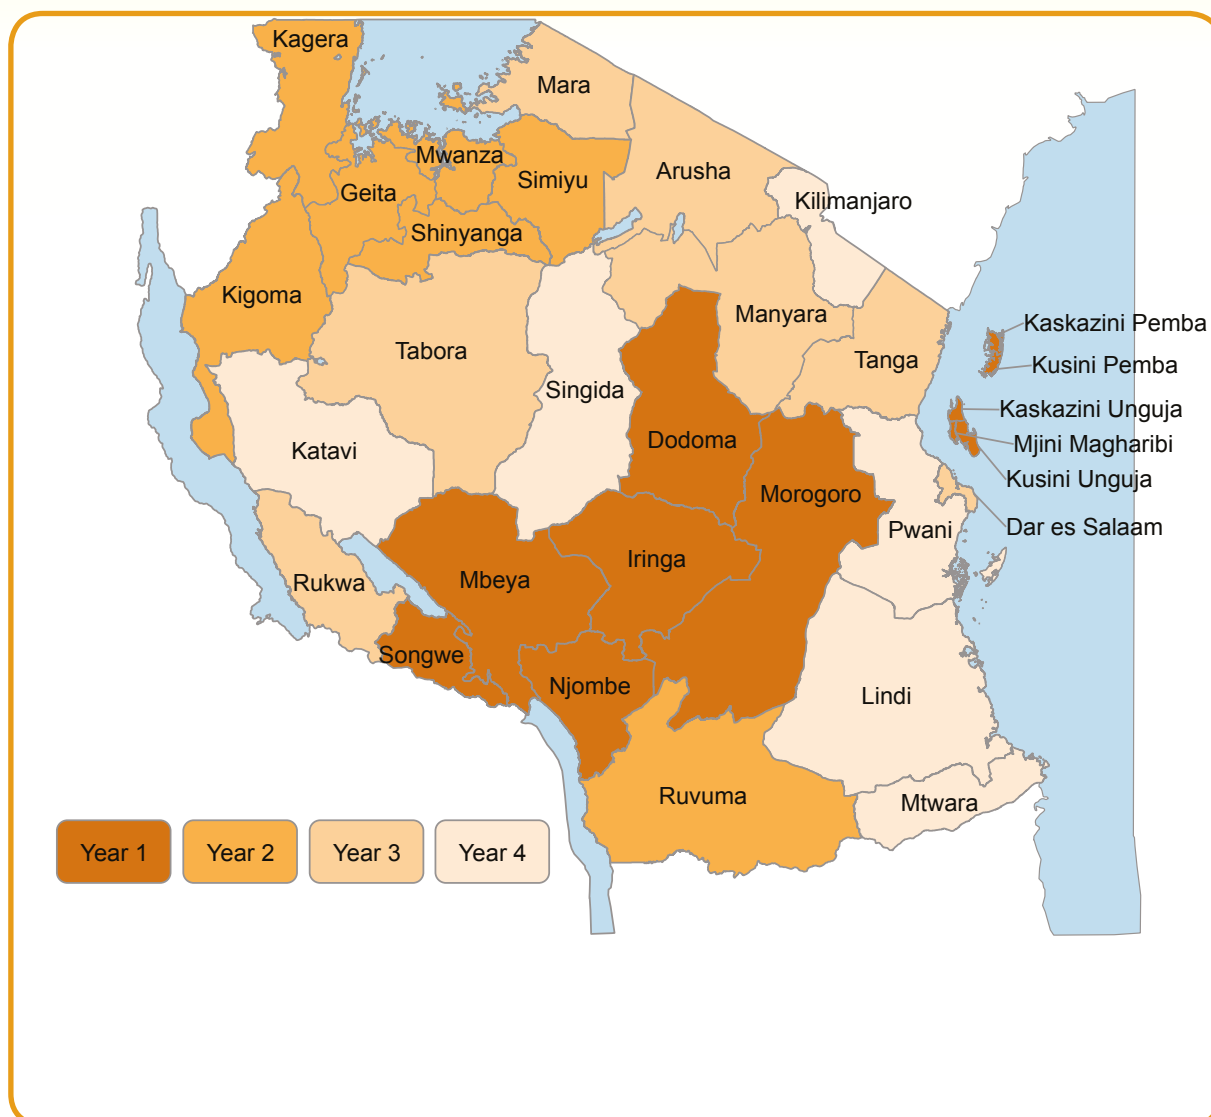 Kagera
Mara
Mwanza
Arusha
Simiyu
Geita
Kilimanjaro
Shinyanga
Kigoma
Manyara
Kaskazini Pemba
Tabora
Tanga
Kusini Pemba
Singida
Kaskazini Unguja
Dodoma
Mjini Magharibi
Katavi
Kusini Unguja
Morogoro
Dar es Salaam
Pwani
Iringa
Mbeya
Rukwa
Songwe
Njombe
Lindi
Ruvuma
Mtwara
Year 1
Year 2
Year 3
Year 4